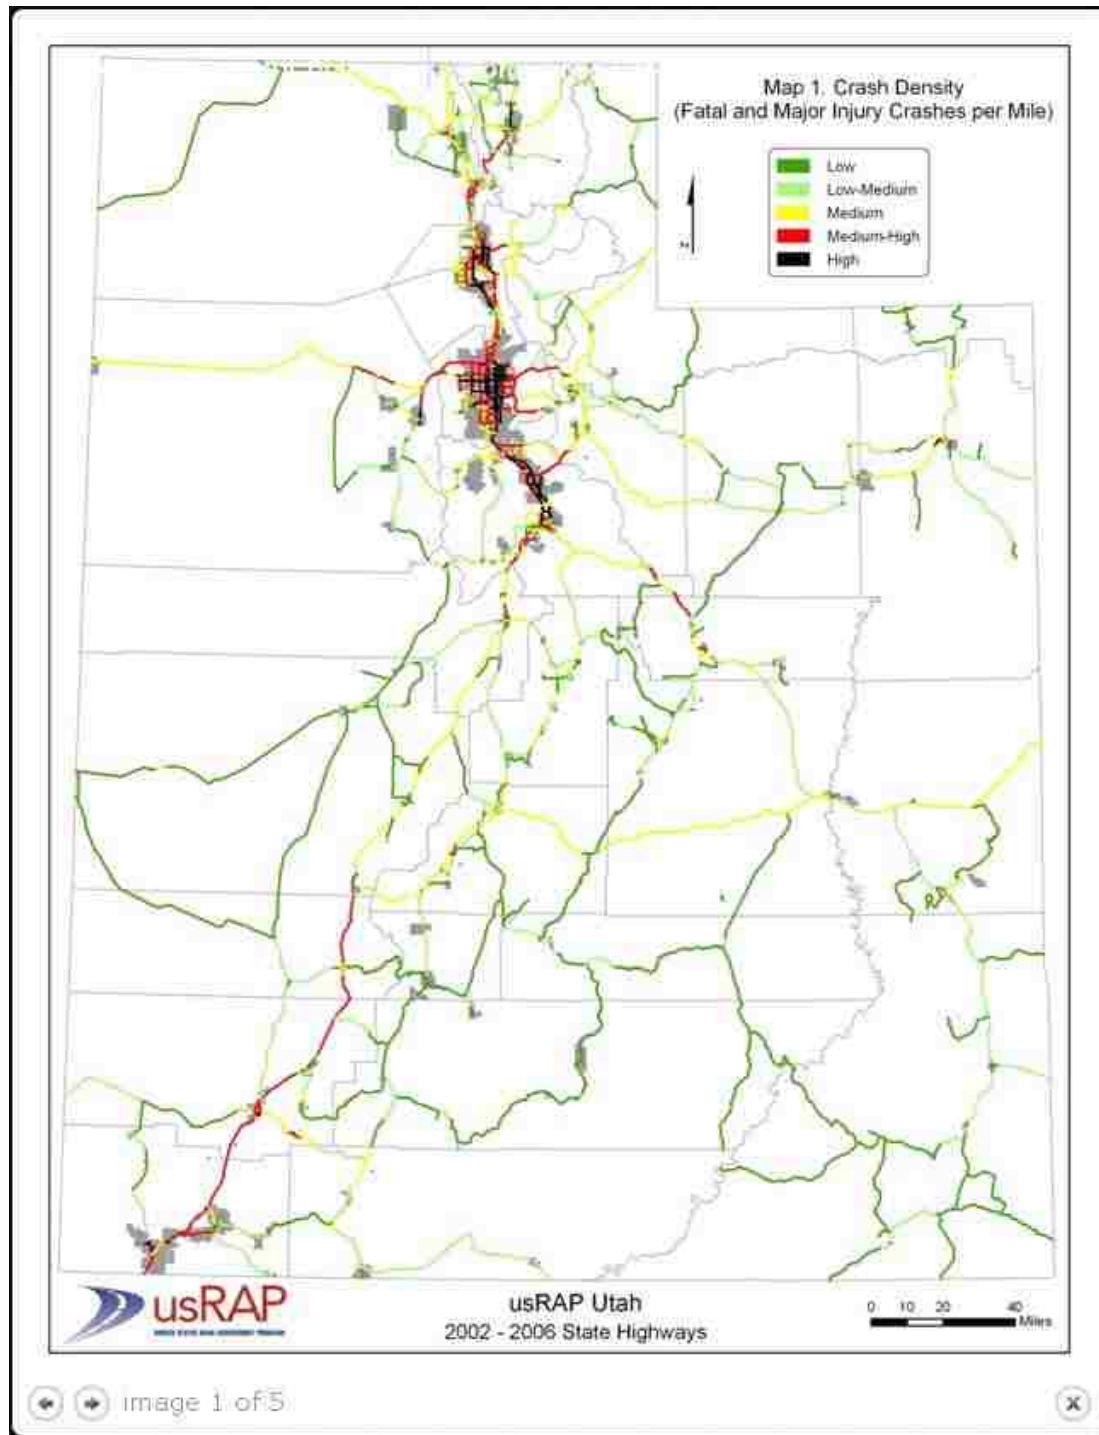 Map 1. Crash Density
(Fatal and Major Injury Crashes per Mile)
Low
Low-Medium
Medium
Medium-High
High
N
usRAP
usRAP Utah
2002 - 2006 State Highways
0 10 20 40
Miles
image 1 of 5